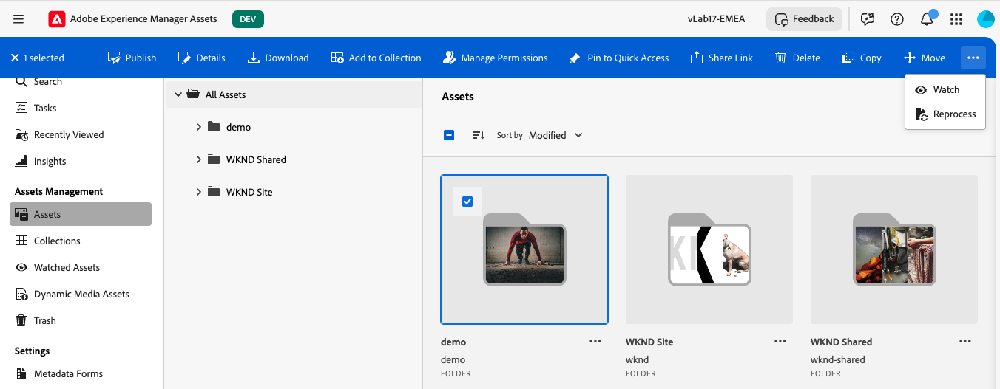 Adobe Experience Manager Assets DEV vLab17-EMEA Feedback
1 selected Publish Details Download Add to Collection Manage Permissions Pin to Quick Access Share Link Delete Copy Move
Watch
Reprocess
Search
Tasks
Recently Viewed
Insights
Assets Management
Assets
Collections
Watched Assets
Dynamic Media Assets
Trash
Settings
Metadata Forms
All Assets
demo
WKND Shared
WKND Site
Assets
Sort by Modified
demo
demo
FOLDER
WKND Site
wknd
FOLDER
WKND Shared
wknd-shared
FOLDER